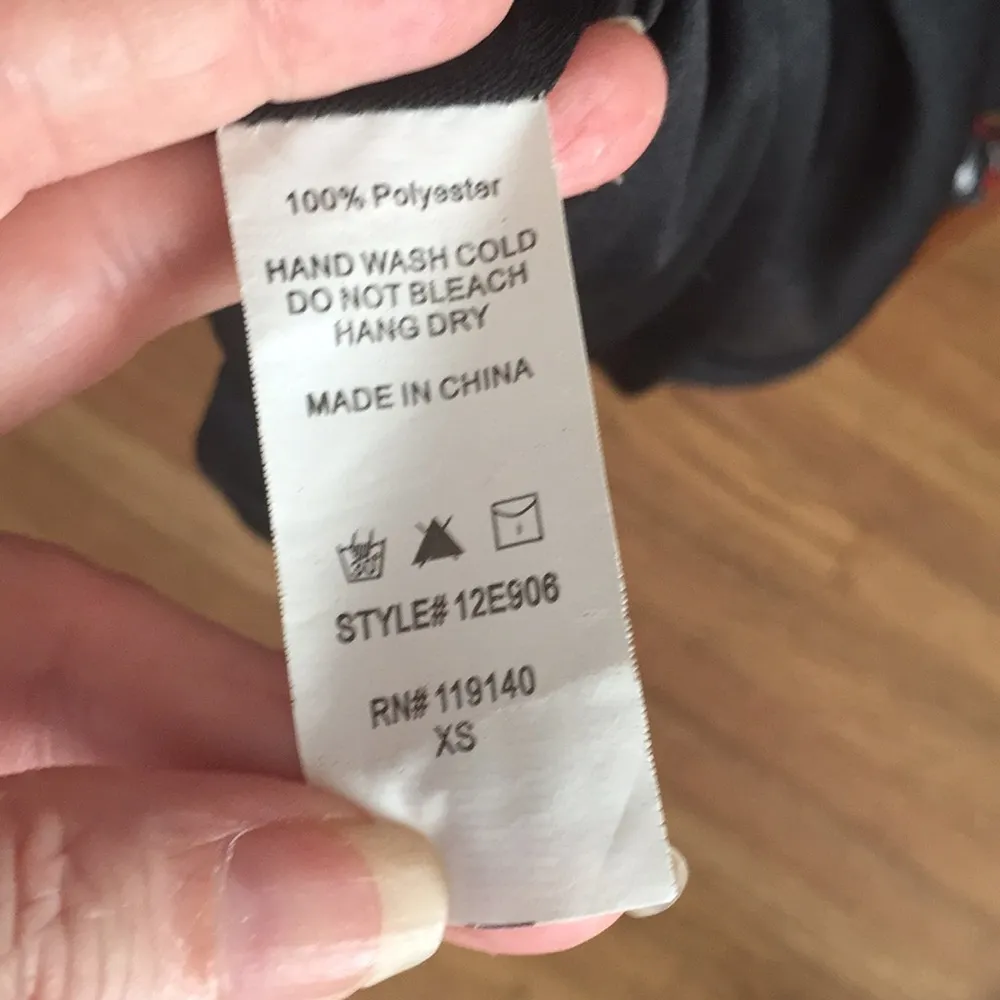 100% Polyester
HAND WASH COLD
DO NOT BLEACH
HANG DRY
MADE IN CHINA
STYLE# 12E906
RN# 119140
XS